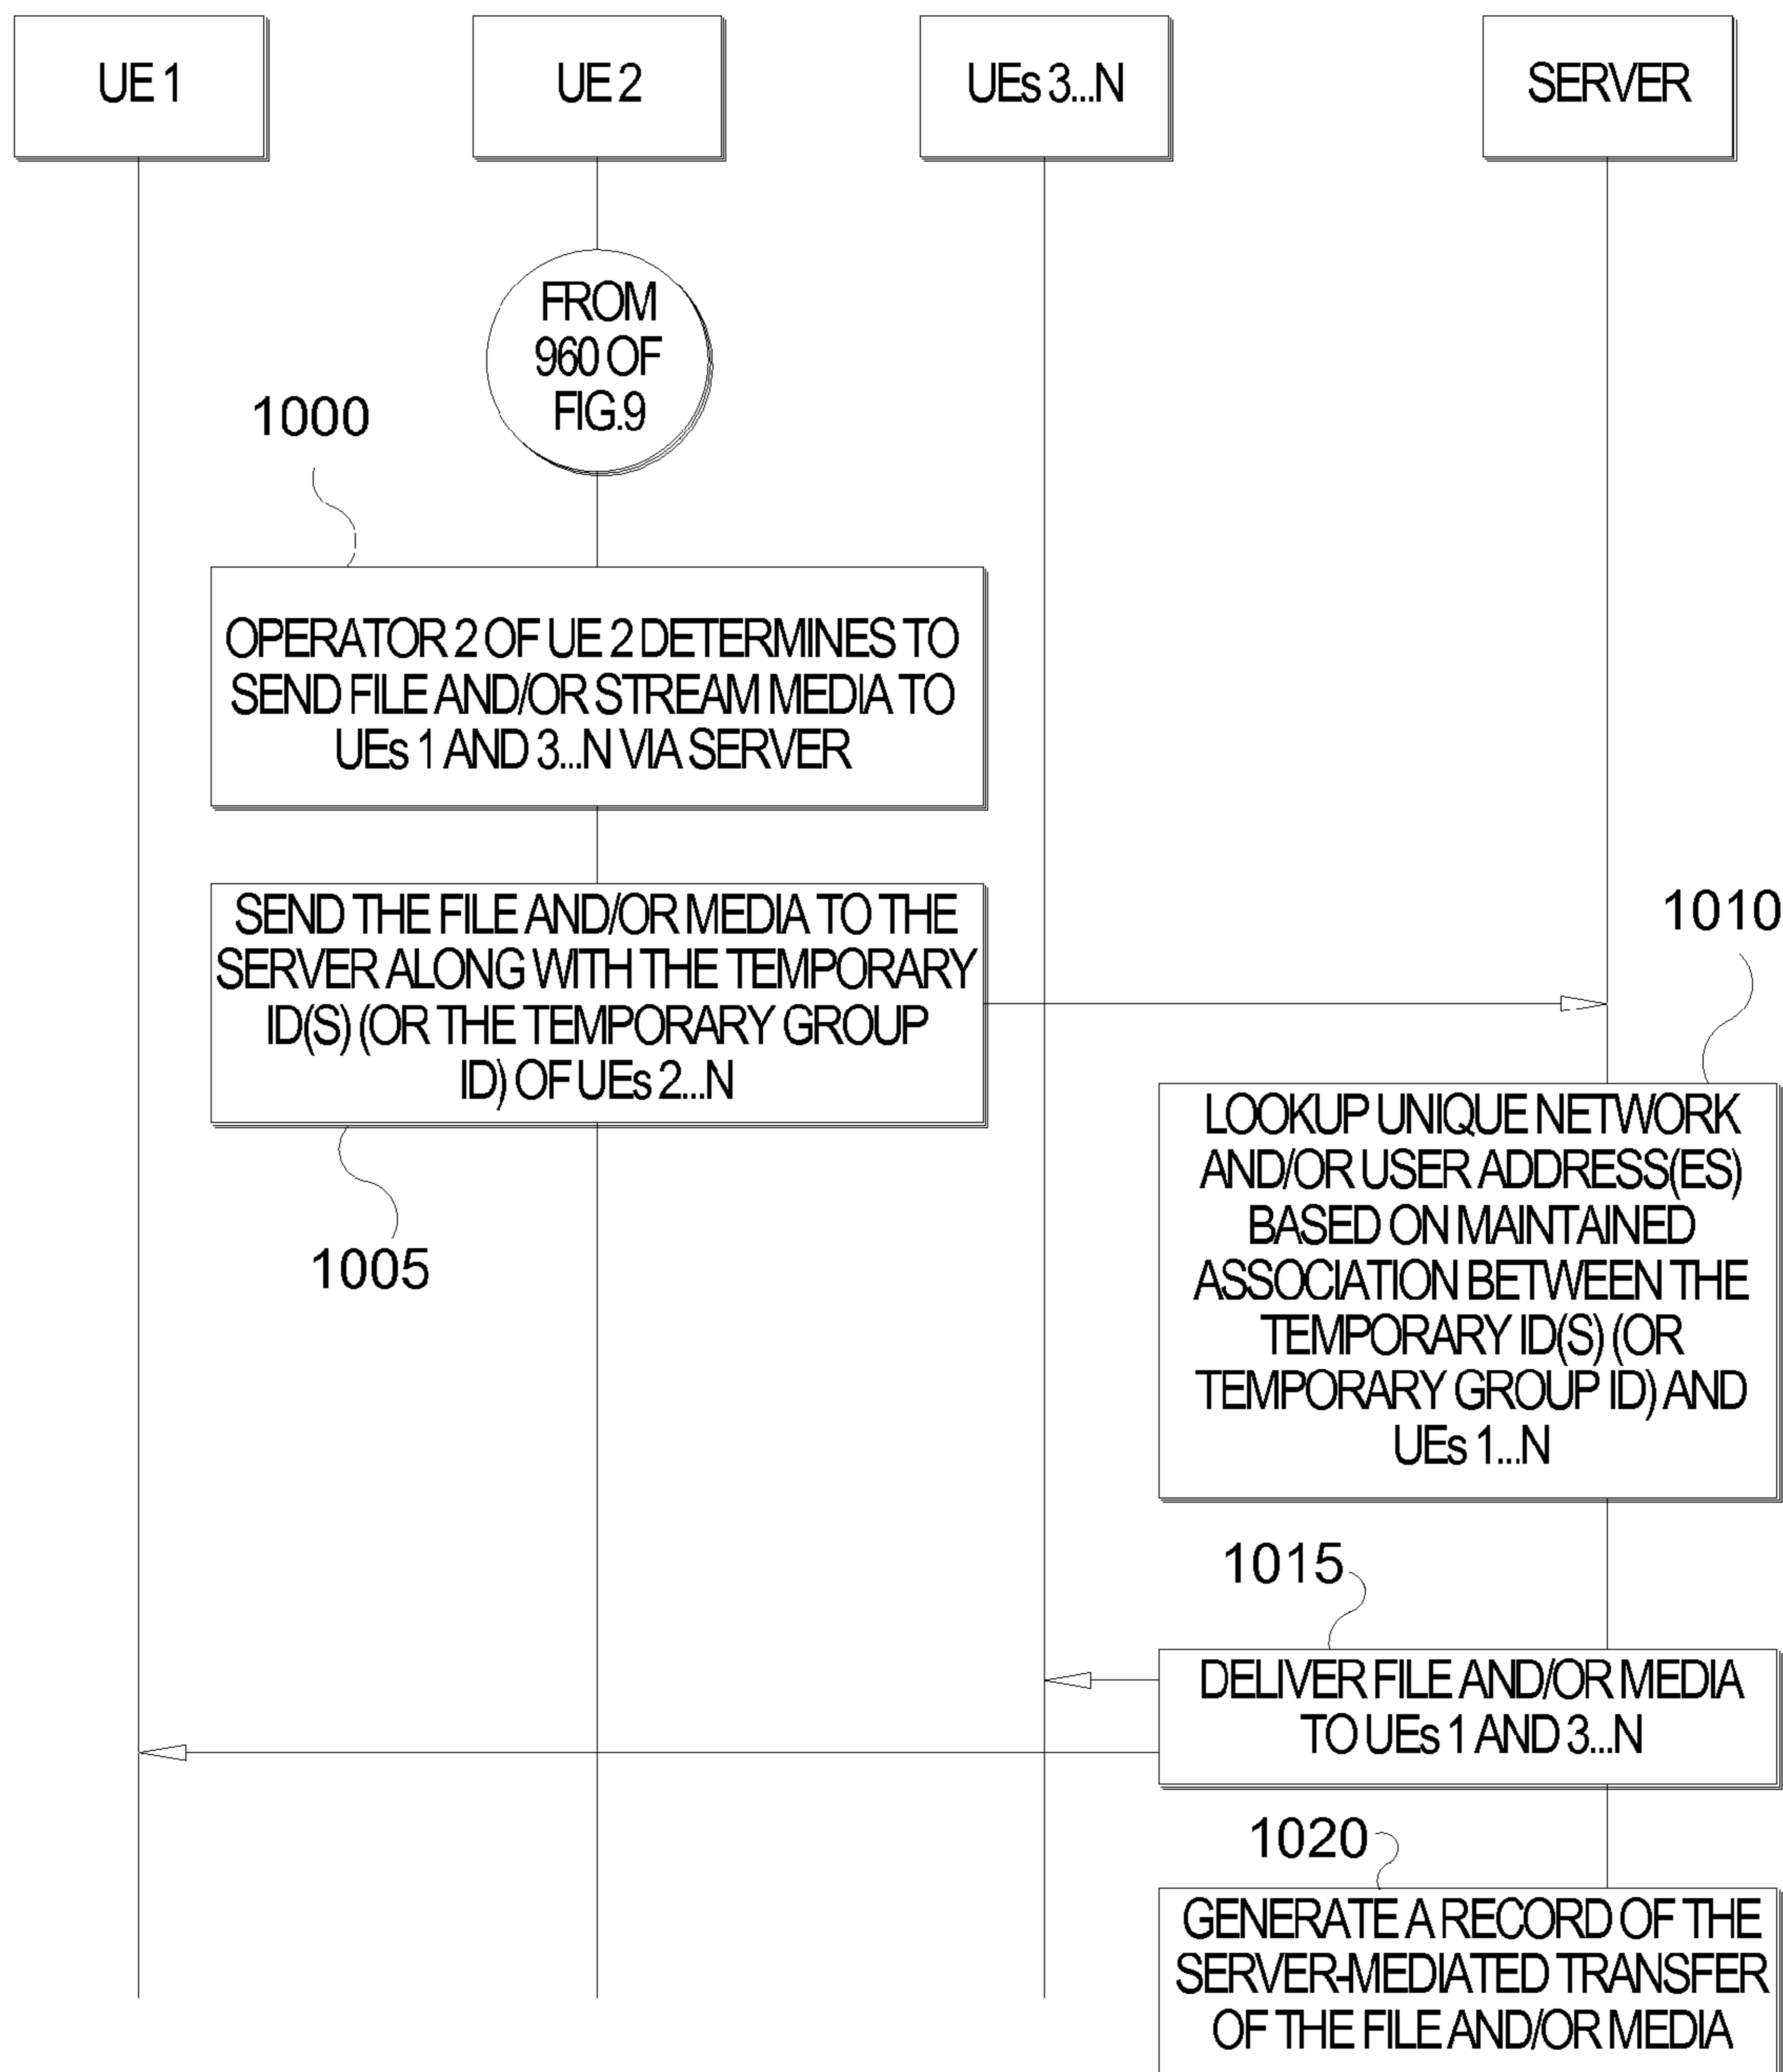 UE 1
UE 2
UEs 3...N
SERVER
FROM
960 OF
FIG.9
1000
OPERATOR 2 OF UE 2 DETERMINES TO
SEND FILE AND/OR STREAM MEDIA TO
UEs 1 AND 3...N VIA SERVER
SEND THE FILE AND/OR MEDIA TO THE
SERVER ALONG WITH THE TEMPORARY
ID(S) (OR THE TEMPORARY GROUP
ID) OF UEs 2...N
1005
1010
LOOKUP UNIQUE NETWORK
AND/OR USER ADDRESS(ES)
BASED ON MAINTAINED
ASSOCIATION BETWEEN THE
TEMPORARY ID(S) (OR
TEMPORARY GROUP ID) AND
UEs 1...N
1015
DELIVER FILE AND/OR MEDIA
TO UEs 1 AND 3...N
1020
GENERATE A RECORD OF THE
SERVER-MEDIATED TRANSFER
OF THE FILE AND/OR MEDIA